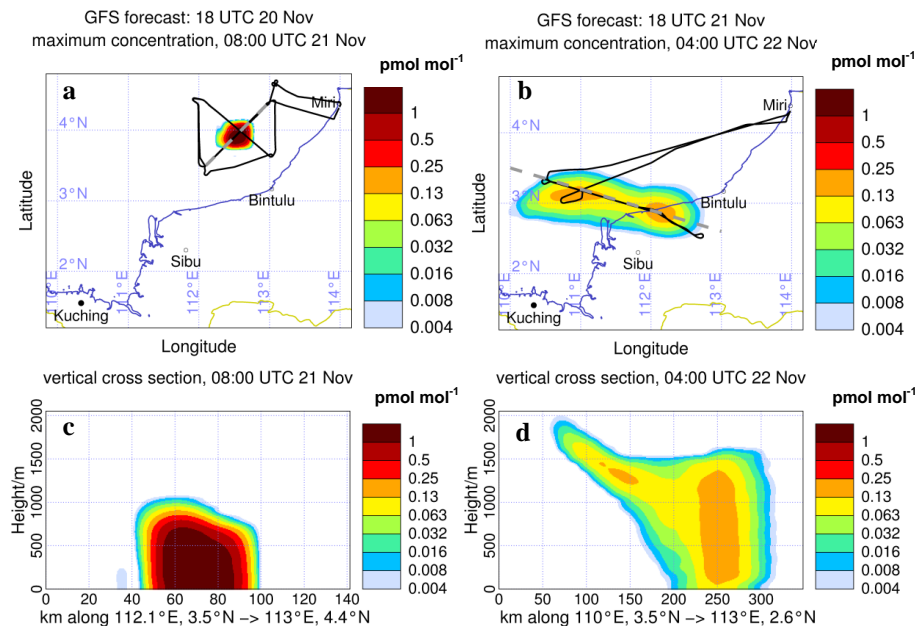 GFS forecast: 18 UTC 20 Nov
maximum concentration, 08:00 UTC 21 Nov
pmol mol⁻¹
a
Miri
4°N
3°N
2°N
Bintulu
Sibu
Kuching
110°E
111°E
112°E
113°E
114°E
Latitude
Longitude
1
0.5
0.25
0.13
0.063
0.032
0.016
0.008
0.004
GFS forecast: 18 UTC 21 Nov
maximum concentration, 04:00 UTC 22 Nov
pmol mol⁻¹
b
Miri
4°N
3°N
2°N
Bintulu
Sibu
Kuching
110°E
111°E
112°E
113°E
114°E
Latitude
Longitude
1
0.5
0.25
0.13
0.063
0.032
0.016
0.008
0.004
vertical cross section, 08:00 UTC 21 Nov
pmol mol⁻¹
c
Height/m
2000
1500
1000
500
0
0 20 40 60 80 100 120 140
km along 112.1°E, 3.5°N −> 113°E, 4.4°N
1
0.5
0.25
0.13
0.063
0.032
0.016
0.008
0.004
vertical cross section, 04:00 UTC 22 Nov
pmol mol⁻¹
d
Height/m
2000
1500
1000
500
0
0 50 100 150 200 250 300 350
km along 110°E, 3.5°N −> 113°E, 2.6°N
1
0.5
0.25
0.13
0.063
0.032
0.016
0.008
0.004